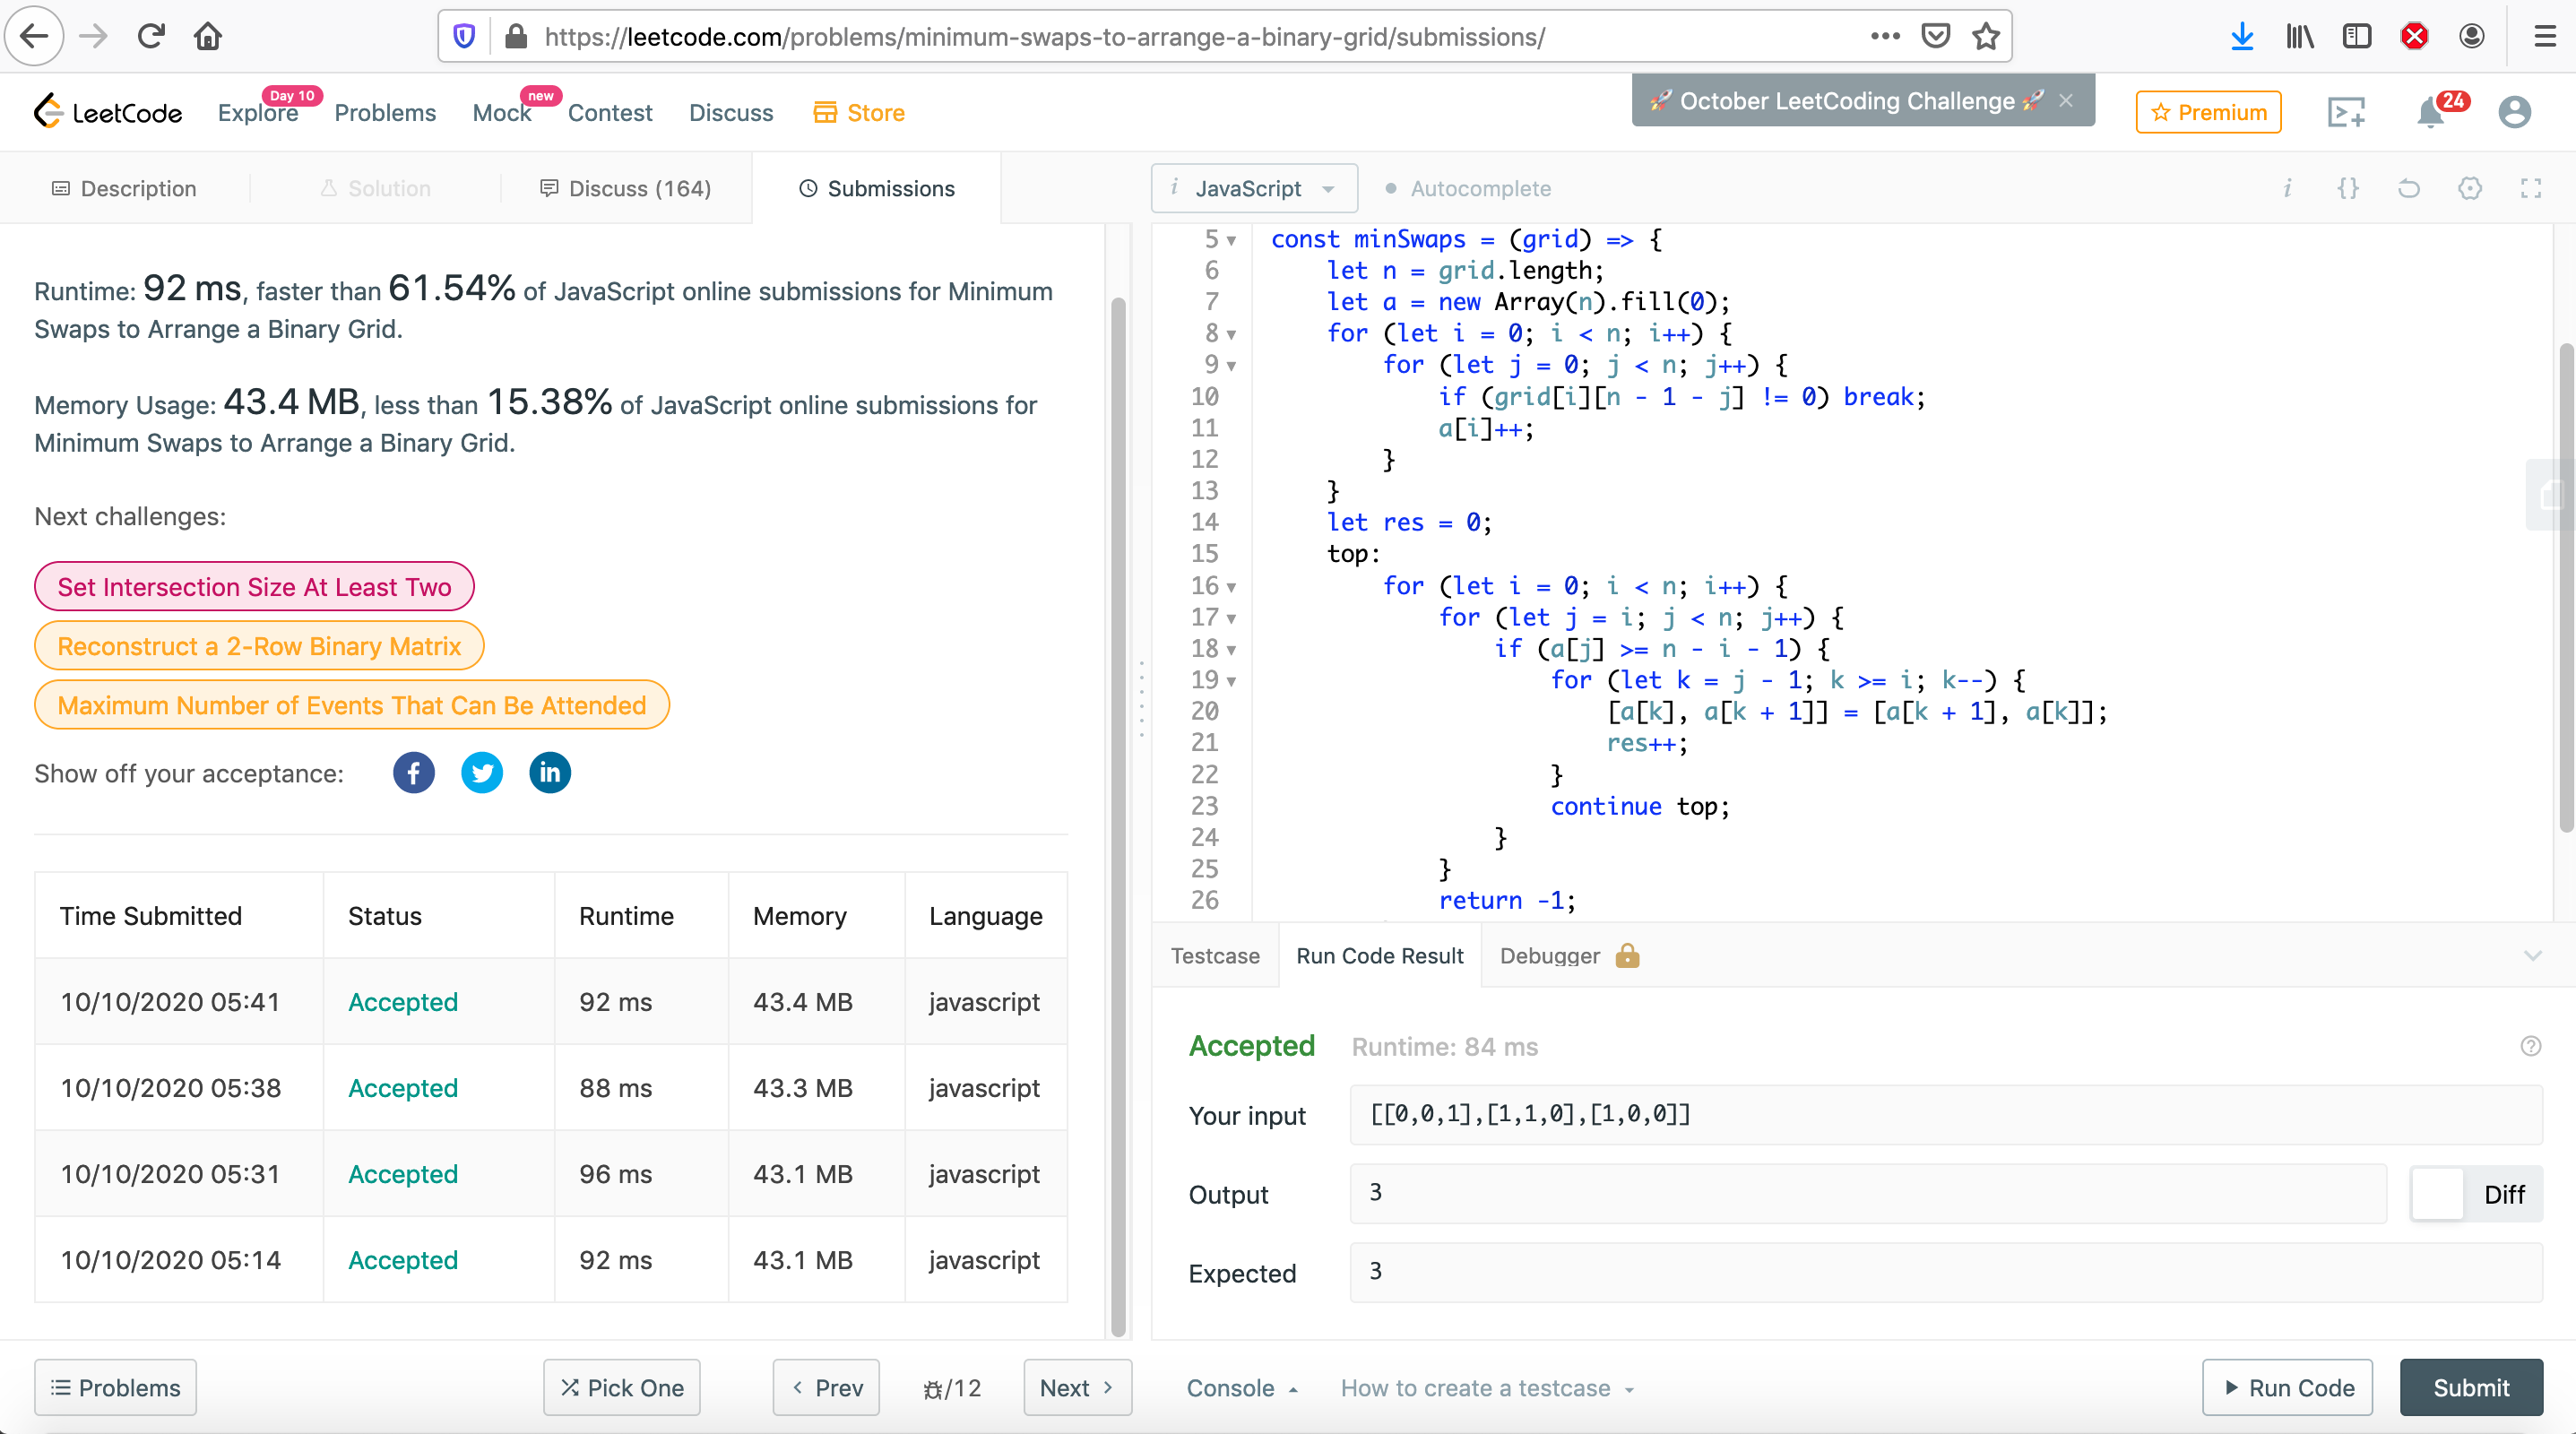 https://leetcode.com/problems/minimum-swaps-to-arrange-a-binary-grid/submissions/
LeetCode
Explore
Day 10
Problems
Mock
new
Contest
Discuss
Store
🚀 October LeetCoding Challenge 🚀 ×
Premium
24
Description
Solution
Discuss (164)
Submissions
i JavaScript
Autocomplete
Runtime: 92 ms, faster than 61.54% of JavaScript online submissions for Minimum
Swaps to Arrange a Binary Grid.
Memory Usage: 43.4 MB, less than 15.38% of JavaScript online submissions for
Minimum Swaps to Arrange a Binary Grid.
Next challenges:
Set Intersection Size At Least Two
Reconstruct a 2-Row Binary Matrix
Maximum Number of Events That Can Be Attended
Show off your acceptance:
Time Submitted Status Runtime Memory Language
10/10/2020 05:41 Accepted 92 ms 43.4 MB javascript
10/10/2020 05:38 Accepted 88 ms 43.3 MB javascript
10/10/2020 05:31 Accepted 96 ms 43.1 MB javascript
10/10/2020 05:14 Accepted 92 ms 43.1 MB javascript
5 const minSwaps = (grid) => {
6 let n = grid.length;
7 let a = new Array(n).fill(0);
8 for (let i = 0; i < n; i++) {
9 for (let j = 0; j < n; j++) {
10 if (grid[i][n - 1 - j] != 0) break;
11 a[i]++;
12 }
13 }
14 let res = 0;
15 top:
16 for (let i = 0; i < n; i++) {
17 for (let j = i; j < n; j++) {
18 if (a[j] >= n - i - 1) {
19 for (let k = j - 1; k >= i; k--) {
20 [a[k], a[k + 1]] = [a[k + 1], a[k]];
21 res++;
22 }
23 continue top;
24 }
25 }
26 return -1;
Testcase
Run Code Result
Debugger
Accepted Runtime: 84 ms
Your input [[0,0,1],[1,1,0],[1,0,0]]
Output 3
Diff
Expected 3
Problems
Pick One
Prev
/12
Next
Console
How to create a testcase
Run Code
Submit